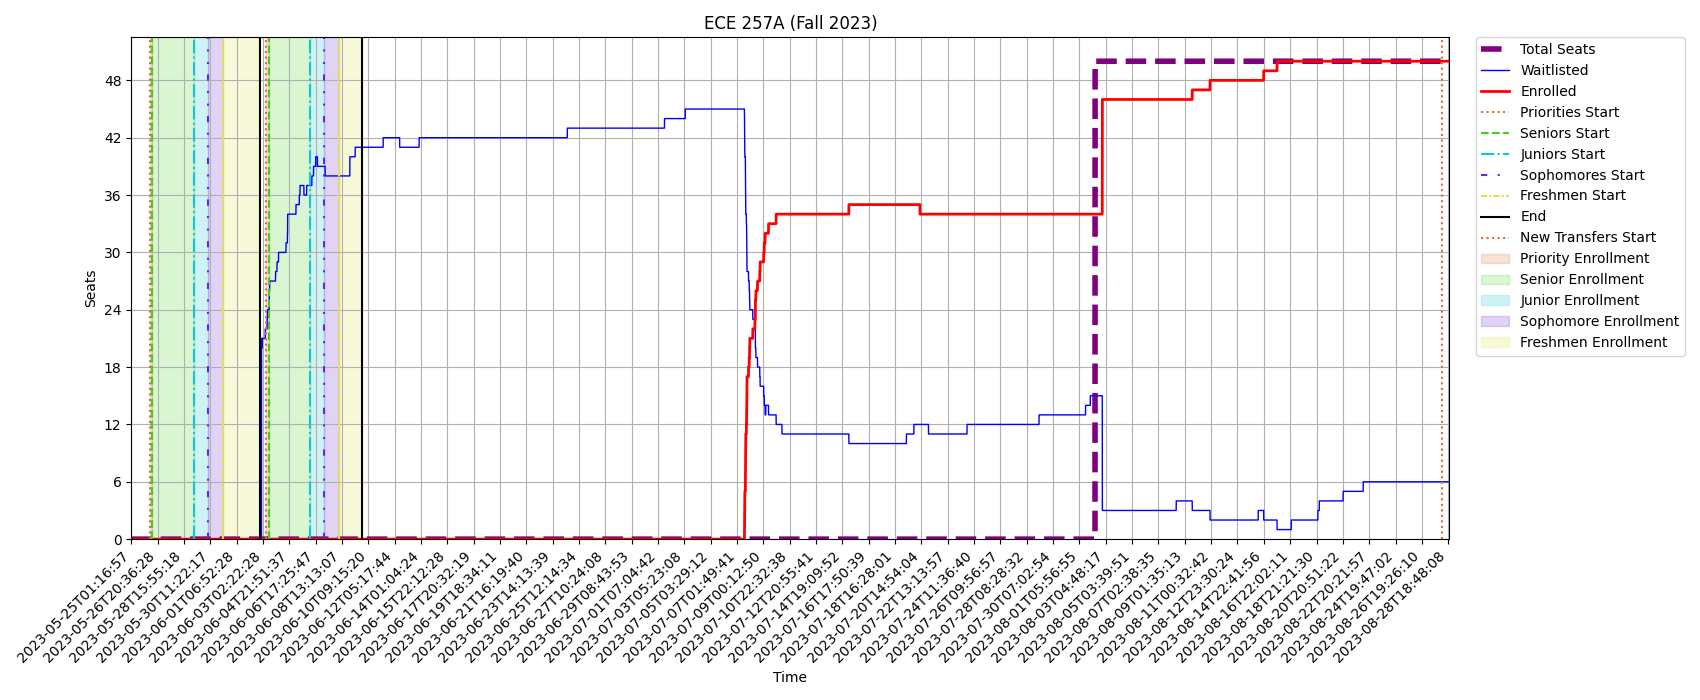 ECE 257A (Fall 2023)
Seats
48
42
36
30
24
18
12
6
0
2023-05-25T01:16:57
2023-05-26T20:36:28
2023-05-28T15:55:18
2023-05-30T11:22:17
2023-06-01T06:52:28
2023-06-03T02:22:28
2023-06-04T21:51:37
2023-06-06T17:25:47
2023-06-08T13:13:07
2023-06-10T09:15:20
2023-06-12T05:17:44
2023-06-14T01:04:24
2023-06-15T22:12:28
2023-06-17T20:32:19
2023-06-19T18:34:11
2023-06-21T16:19:40
2023-06-23T14:13:39
2023-06-25T12:14:34
2023-06-27T10:24:08
2023-06-29T08:43:53
2023-07-01T07:04:42
2023-07-03T05:23:08
2023-07-05T03:29:12
2023-07-07T01:49:41
2023-07-09T00:12:50
2023-07-10T22:32:38
2023-07-12T20:55:41
2023-07-14T19:09:52
2023-07-16T17:50:39
2023-07-18T16:28:01
2023-07-20T14:54:04
2023-07-22T13:13:57
2023-07-24T11:36:40
2023-07-26T09:56:57
2023-07-28T08:28:32
2023-07-30T07:02:54
2023-08-01T05:56:55
2023-08-03T04:48:17
2023-08-05T03:39:51
2023-08-07T02:38:35
2023-08-09T01:35:13
2023-08-11T00:32:42
2023-08-12T23:30:24
2023-08-14T22:41:56
2023-08-16T22:02:11
2023-08-18T21:21:30
2023-08-20T20:51:22
2023-08-22T20:21:57
2023-08-24T19:47:02
2023-08-26T19:26:10
2023-08-28T18:48:08
Time
Total Seats
Waitlisted
Enrolled
Priorities Start
Seniors Start
Juniors Start
Sophomores Start
Freshmen Start
End
New Transfers Start
Priority Enrollment
Senior Enrollment
Junior Enrollment
Sophomore Enrollment
Freshmen Enrollment